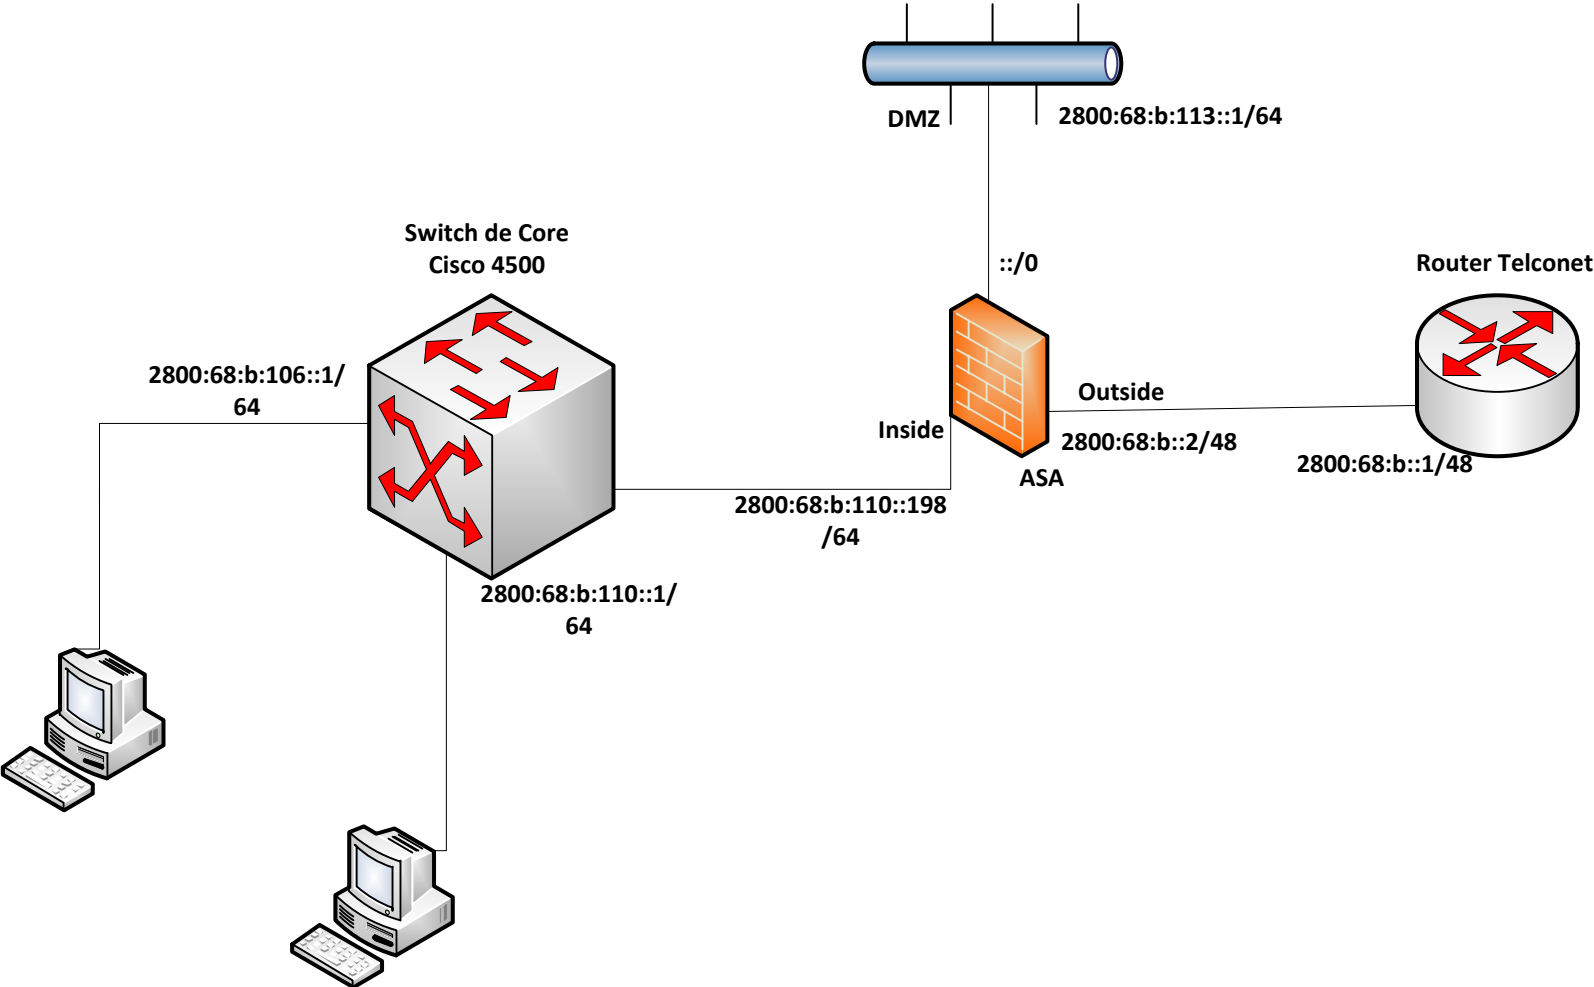 DMZ
2800:68:b:113::1/64
Switch de Core
Cisco 4500
::/0
Router Telconet
2800:68:b:106::1/
64
Outside
Inside
2800:68:b::2/48
2800:68:b::1/48
ASA
2800:68:b:110::198
/64
2800:68:b:110::1/
64